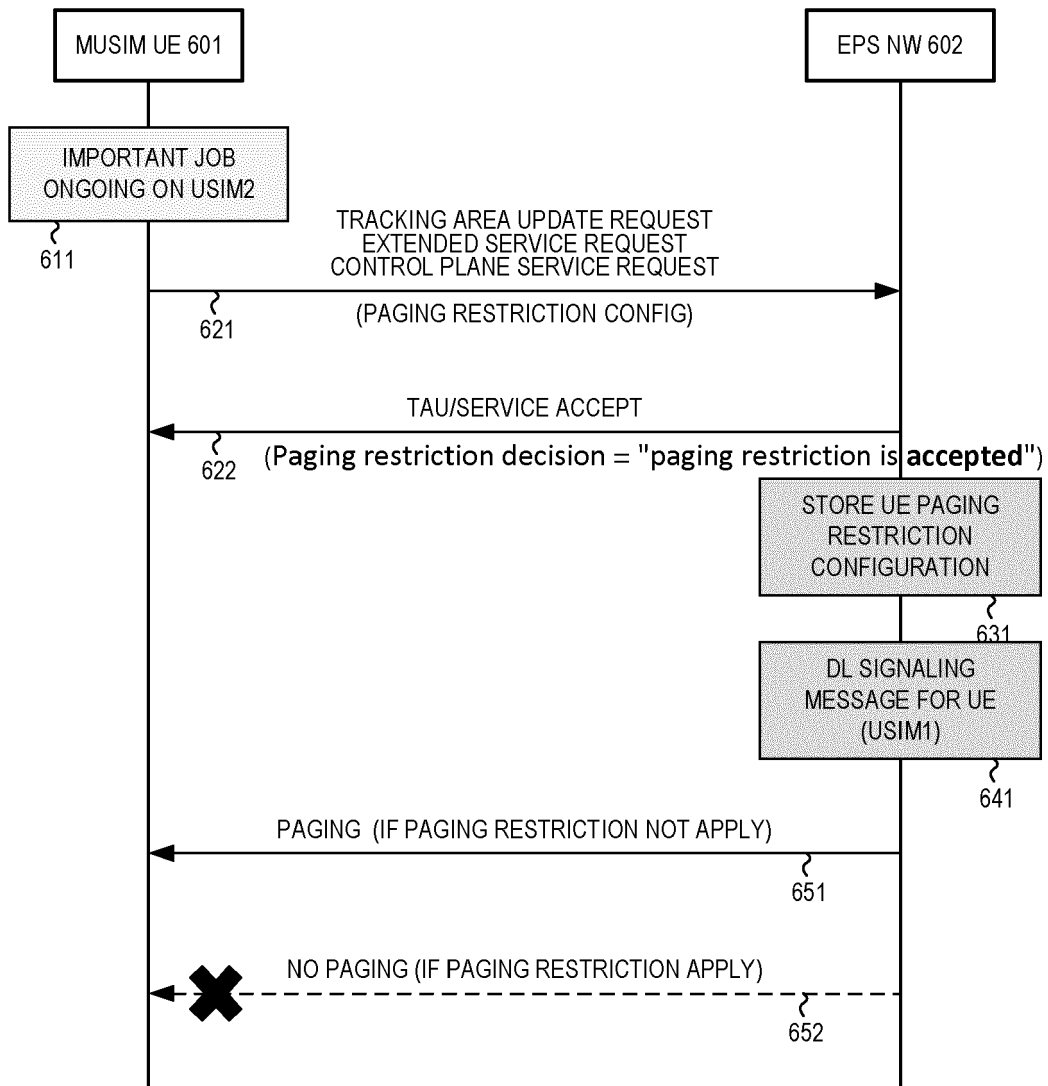 MUSIM UE 601
EPS NW 602
IMPORTANT JOB
ONGOING ON USIM2
611
TRACKING AREA UPDATE REQUEST
EXTENDED SERVICE REQUEST
CONTROL PLANE SERVICE REQUEST
621
(PAGING RESTRICTION CONFIG)
TAU/SERVICE ACCEPT
622
(Paging restriction decision = "paging restriction is accepted")
STORE UE PAGING
RESTRICTION
CONFIGURATION
631
DL SIGNALING
MESSAGE FOR UE
(USIM1)
641
PAGING (IF PAGING RESTRICTION NOT APPLY)
651
NO PAGING (IF PAGING RESTRICTION APPLY)
652